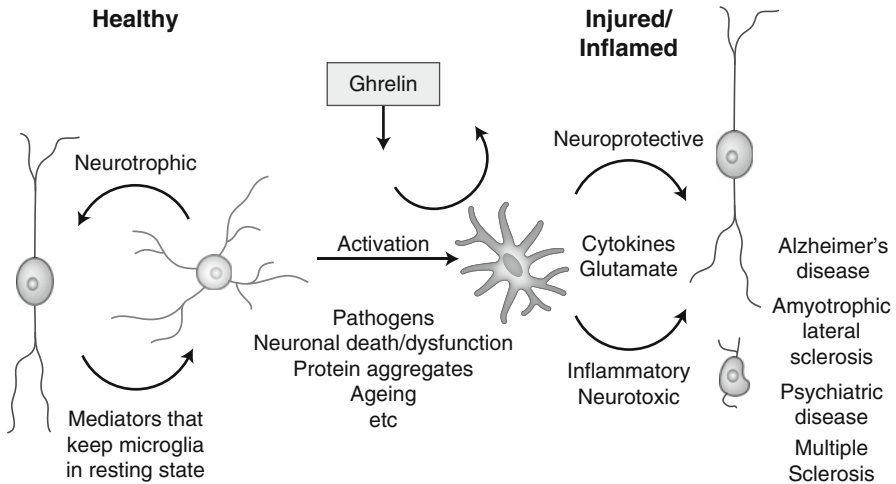 Healthy
Injured/
Inflamed
Ghrelin
Neurotrophic
Neuroprotective
Activation
Cytokines
Glutamate
Pathogens
Neuronal death/dysfunction
Protein aggregates
Ageing
etc
Inflammatory
Neurotoxic
Mediators that
keep microglia
in resting state
Alzheimer's
disease
Amyotrophic
lateral
sclerosis
Psychiatric
disease
Multiple
Sclerosis